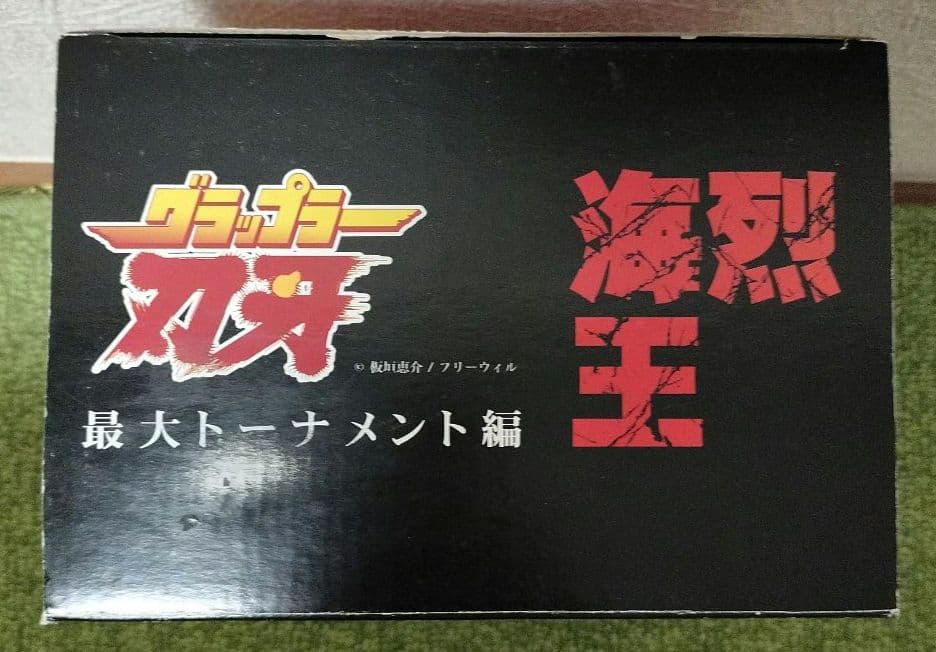 グラップラー
刃牙
© 板垣恵介 / フリーウィル
最大トーナメント編
烈海王